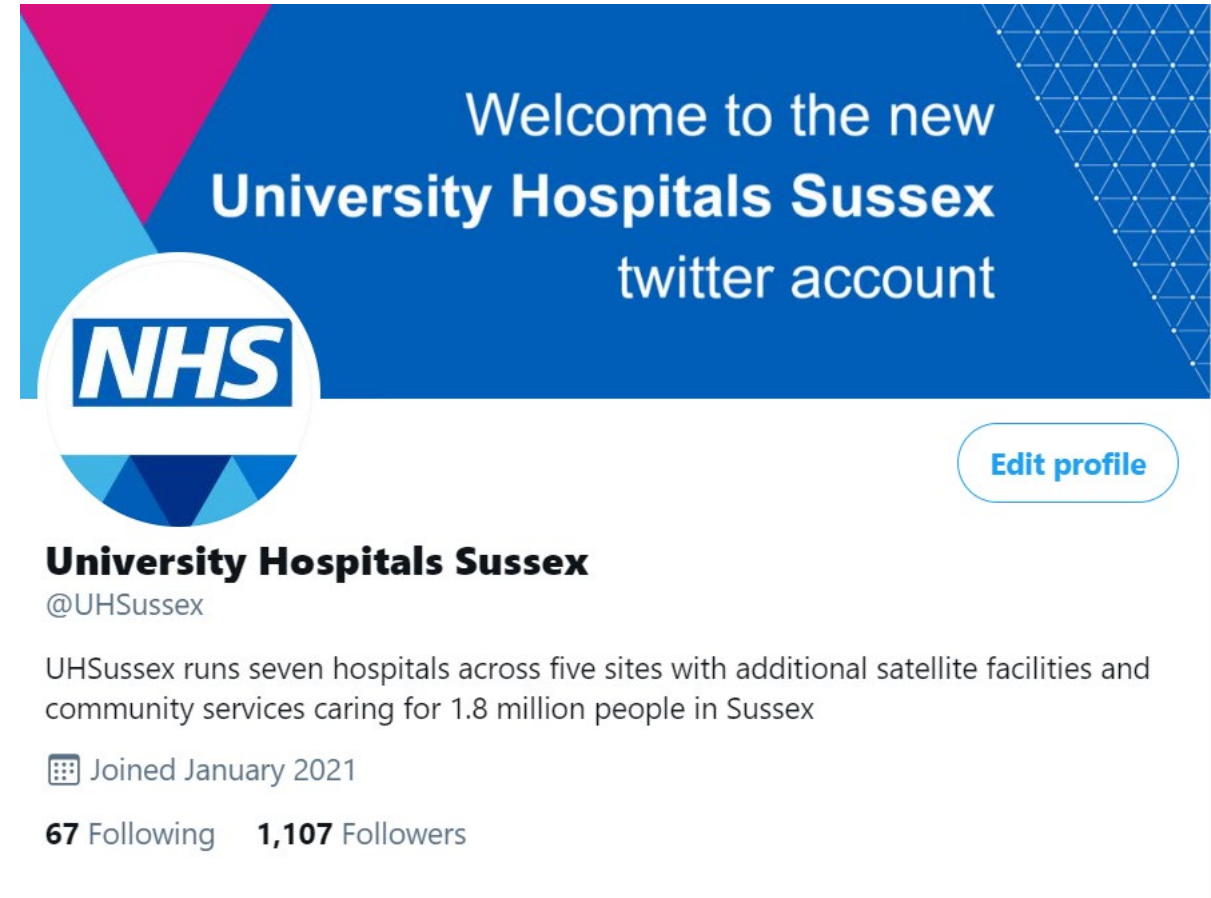 Welcome to the new
University Hospitals Sussex
twitter account
NHS
Edit profile
University Hospitals Sussex
@UHSussex
UHSussex runs seven hospitals across five sites with additional satellite facilities and
community services caring for 1.8 million people in Sussex
Joined January 2021
67 Following 1,107 Followers